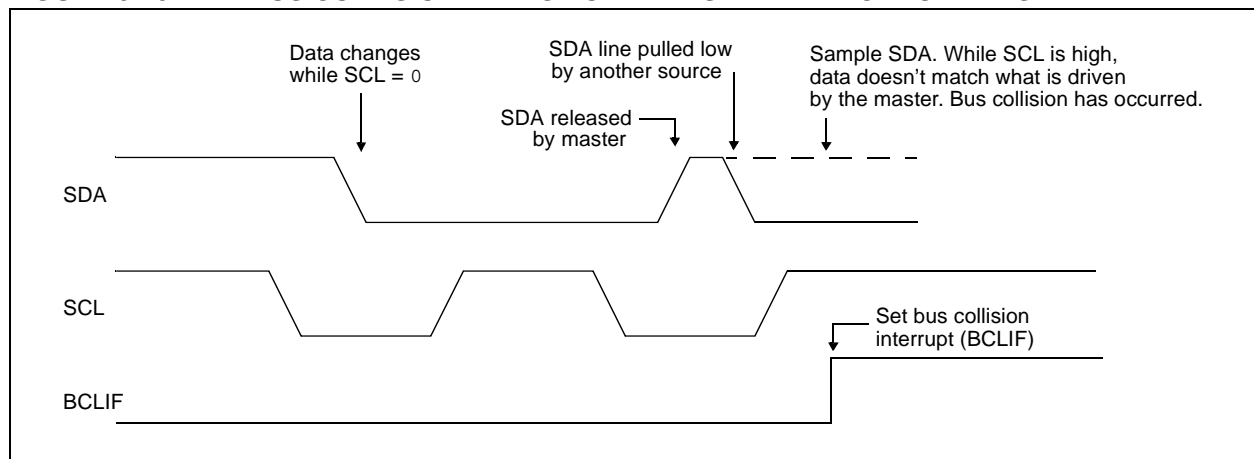 Data changes
while SCL = 0
SDA line pulled low
by another source
Sample SDA. While SCL is high,
data doesn't match what is driven
by the master. Bus collision has occurred.
SDA released
by master
SDA
SCL
Set bus collision
interrupt (BCLIF)
BCLIF